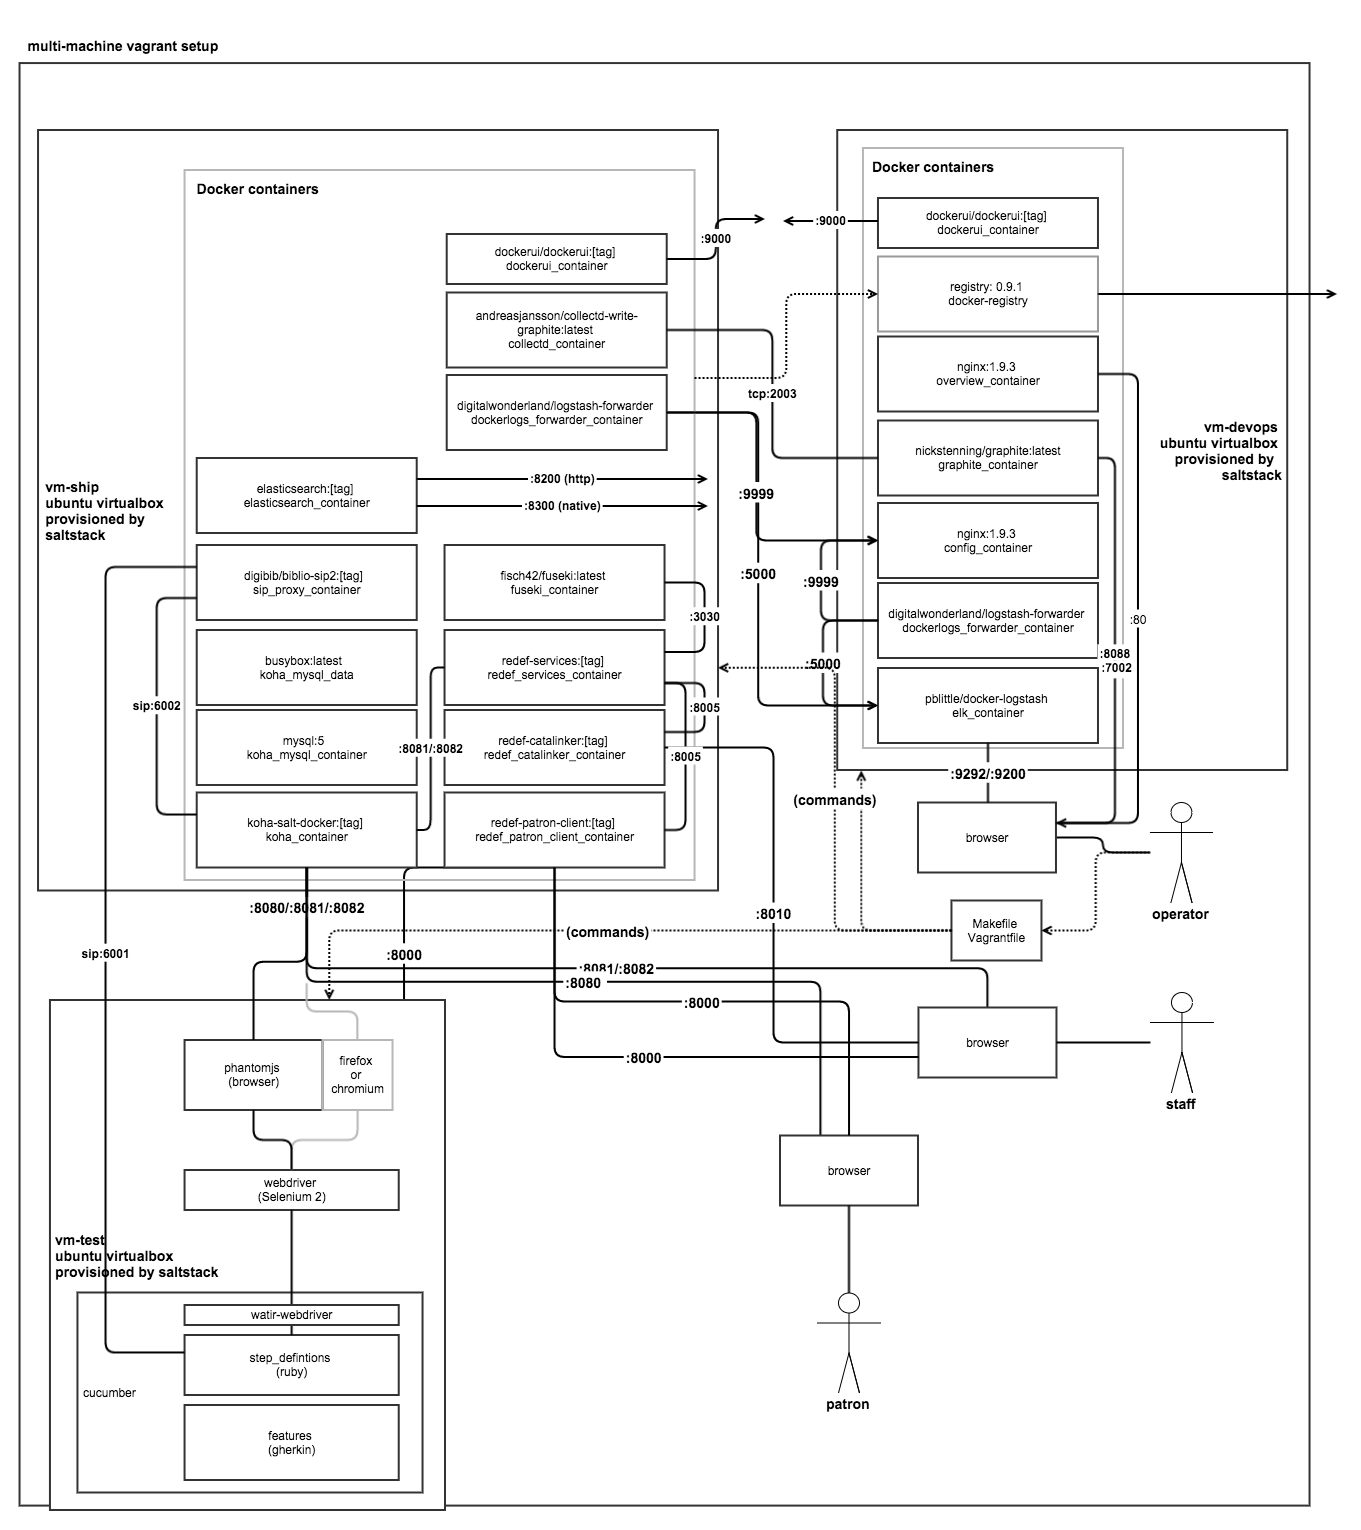 multi-machine vagrant setup
Docker containers
dockerui/dockerui:[tag]
dockerui_container
:9000
andreasjansson/collectd-write-
graphite:latest
collectd_container
digitalwonderland/logstash-forwarder
dockerlogs_forwarder_container
vm-ship
ubuntu virtualbox
provisioned by
saltstack
elasticsearch:[tag]
elasticsearch_container
:8200 (http)
:8300 (native)
digibib/biblio-sip2:[tag]
sip_proxy_container
fisch42/fuseki:latest
fuseki_container
:3030
busybox:latest
koha_mysql_data
redef-services:[tag]
redef_services_container
sip:6002
:8005
mysql:5
koha_mysql_container
:8081/:8082
redef-catalinker:[tag]
redef_catalinker_container
:8005
koha-salt-docker:[tag]
koha_container
redef-patron-client:[tag]
redef_patron_client_container
Docker containers
:9000
dockerui/dockerui:[tag]
dockerui_container
registry: 0.9.1
docker-registry
nginx:1.9.3
overview_container
tcp:2003
vm-devops
ubuntu virtualbox
provisioned by
saltstack
nickstenning/graphite:latest
graphite_container
:9999
nginx:1.9.3
config_container
:5000
:9999
digitalwonderland/logstash-forwarder
dockerlogs_forwarder_container
:80
:8088
:7002
:5000
pblittle/docker-logstash
elk_container
:9292/:9200
(commands)
browser
operator
Makefile
Vagrantfile
:8080/:8081/:8082
:8010
(commands)
sip:6001
:8000
:8081/:8082
:8080
:8000
browser
:8000
staff
phantomjs
(browser)
firefox
or
chromium
browser
patron
webdriver
(Selenium 2)
vm-test
ubuntu virtualbox
provisioned by saltstack
watir-webdriver
step_defintions
(ruby)
cucumber
features
(gherkin)